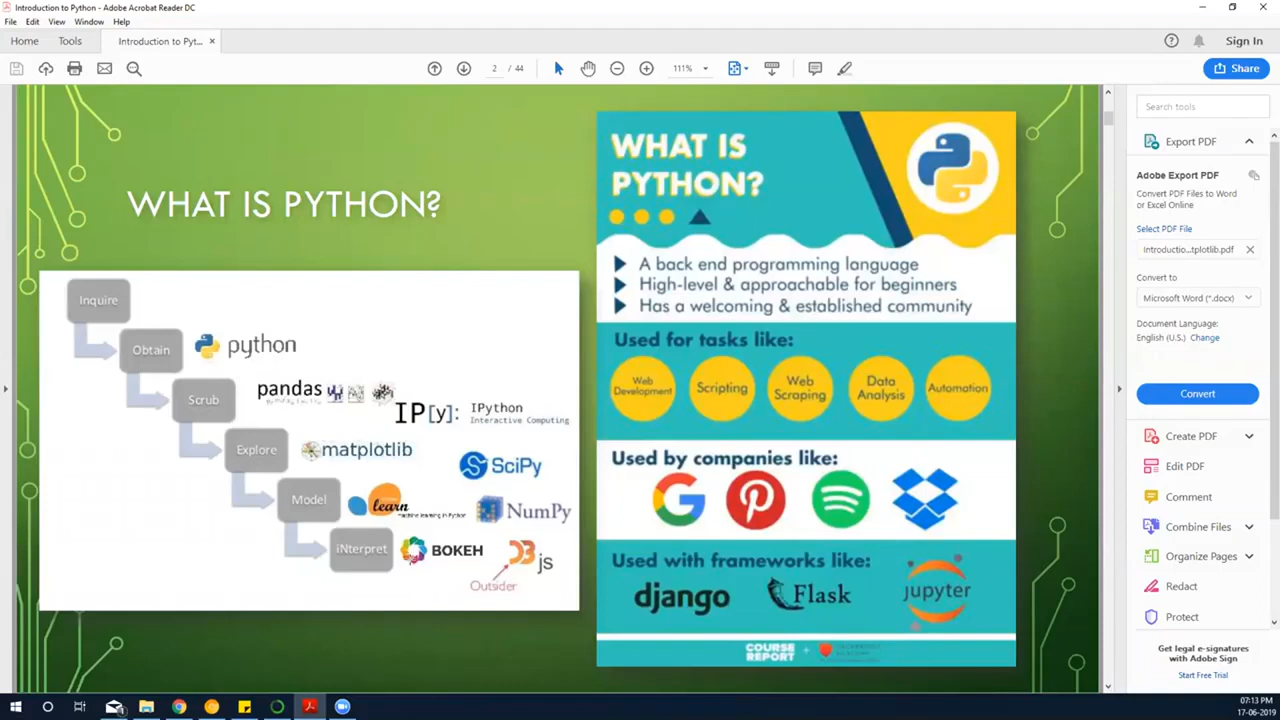 Introduction to Python - Adobe Acrobat Reader DC
File Edit View Window Help
Home Tools Introduction to Pyt... ×
Sign In
2 / 44
111%
Share
WHAT IS PYTHON?
Inquire
Obtain
python
Scrub
pandas
IP[y]:
IPython
Interactive Computing
Explore
matplotlib
SciPy
Model
learn
machine learning in Python
NumPy
iNterpret
BOKEH
D3
js
Outsider
WHAT IS
PYTHON?
A back end programming language
High-level & approachable for beginners
Has a welcoming & established community
Used for tasks like:
Web
Development
Scripting
Web
Scraping
Data
Analysis
Automation
Used by companies like:
Used with frameworks like:
django
Flask
jupyter
COURSE
REPORT
+
Search tools
Export PDF
Adobe Export PDF
Convert PDF Files to Word
or Excel Online
Select PDF File
Introductio...tplotlib.pdf
Convert to
Microsoft Word (*.docx)
Document Language:
English (U.S.) Change
Convert
Create PDF
Edit PDF
Comment
Combine Files
Organize Pages
Redact
Protect
Get legal e-signatures
with Adobe Sign
Start Free Trial
07:13 PM
17-06-2019